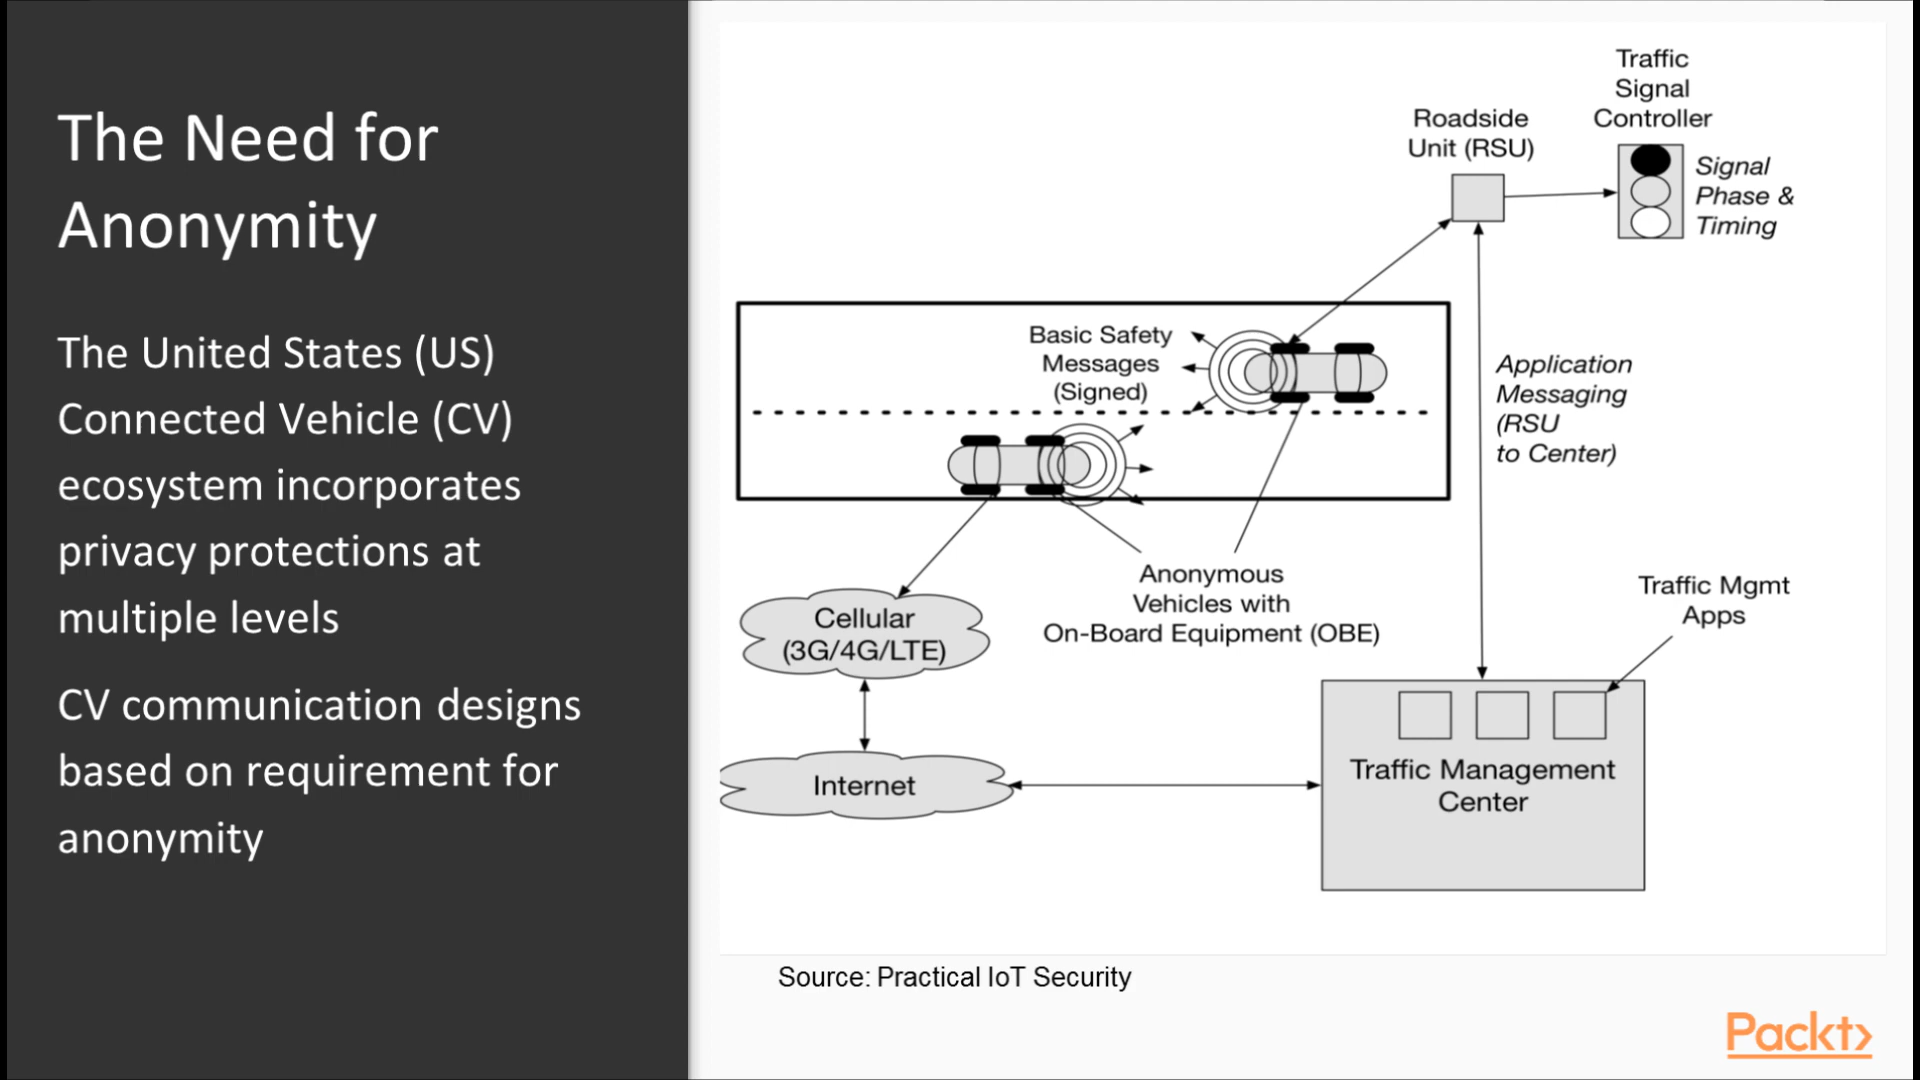 The Need for
Anonymity
The United States (US)
Connected Vehicle (CV)
ecosystem incorporates
privacy protections at
multiple levels
CV communication designs
based on requirement for
anonymity
Traffic
Signal
Controller
Roadside
Unit (RSU)
Signal
Phase &
Timing
Basic Safety
Messages
(Signed)
Application
Messaging
(RSU
to Center)
Anonymous
Vehicles with
On-Board Equipment (OBE)
Cellular
(3G/4G/LTE)
Traffic Mgmt
Apps
Internet
Traffic Management
Center
Source: Practical IoT Security
Packt>